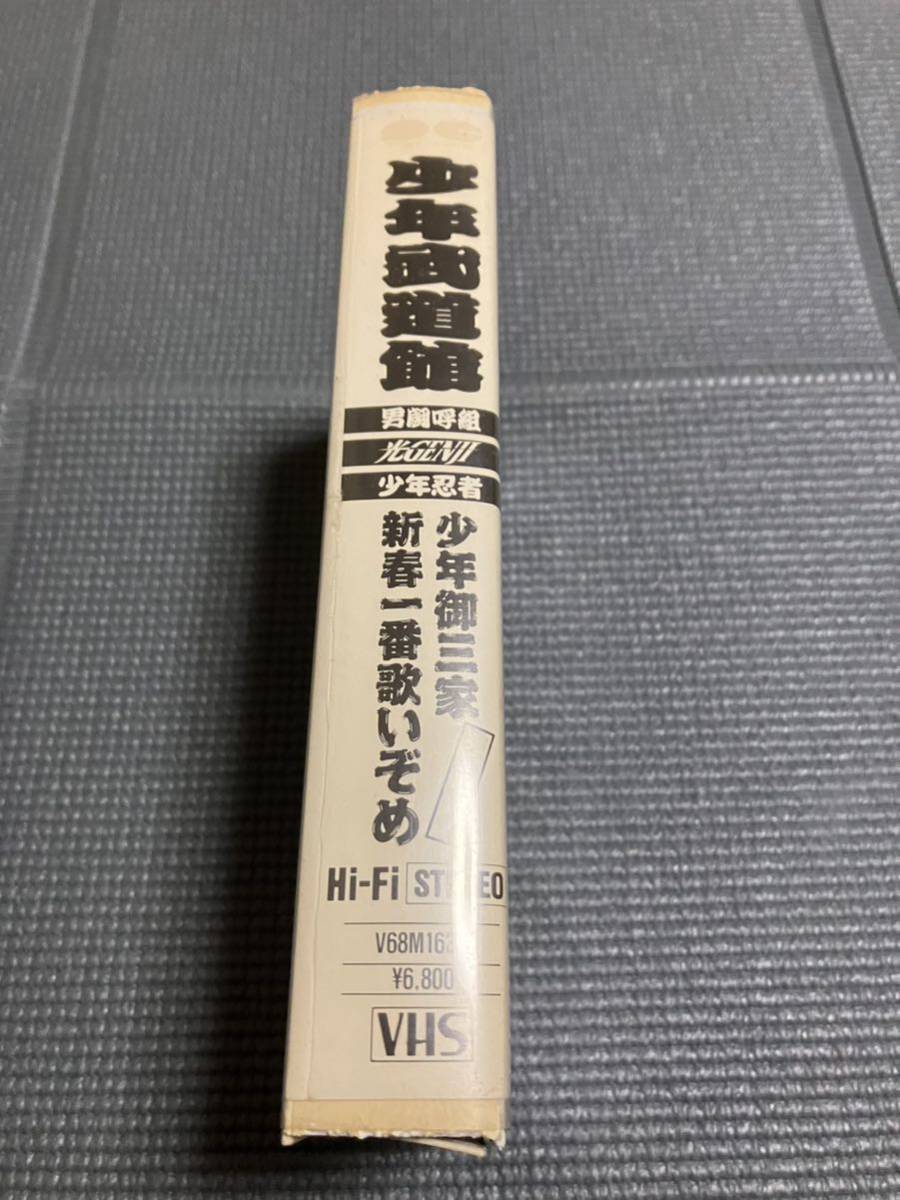 少年武道館
男闘呼組
光GENJI
少年忍者
少年御三家
新春一番歌いぞめ
Hi-Fi STEREO
¥6,800
VHS